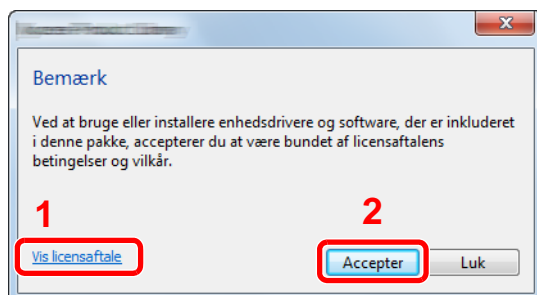 Bemærk
Ved at bruge eller installere enhedsdrivere og software, der er inkluderet
i denne pakke, accepterer du at være bundet af licensaftalens
betingelser og vilkår.
1
2
Vis licensaftale
Accepter
Luk